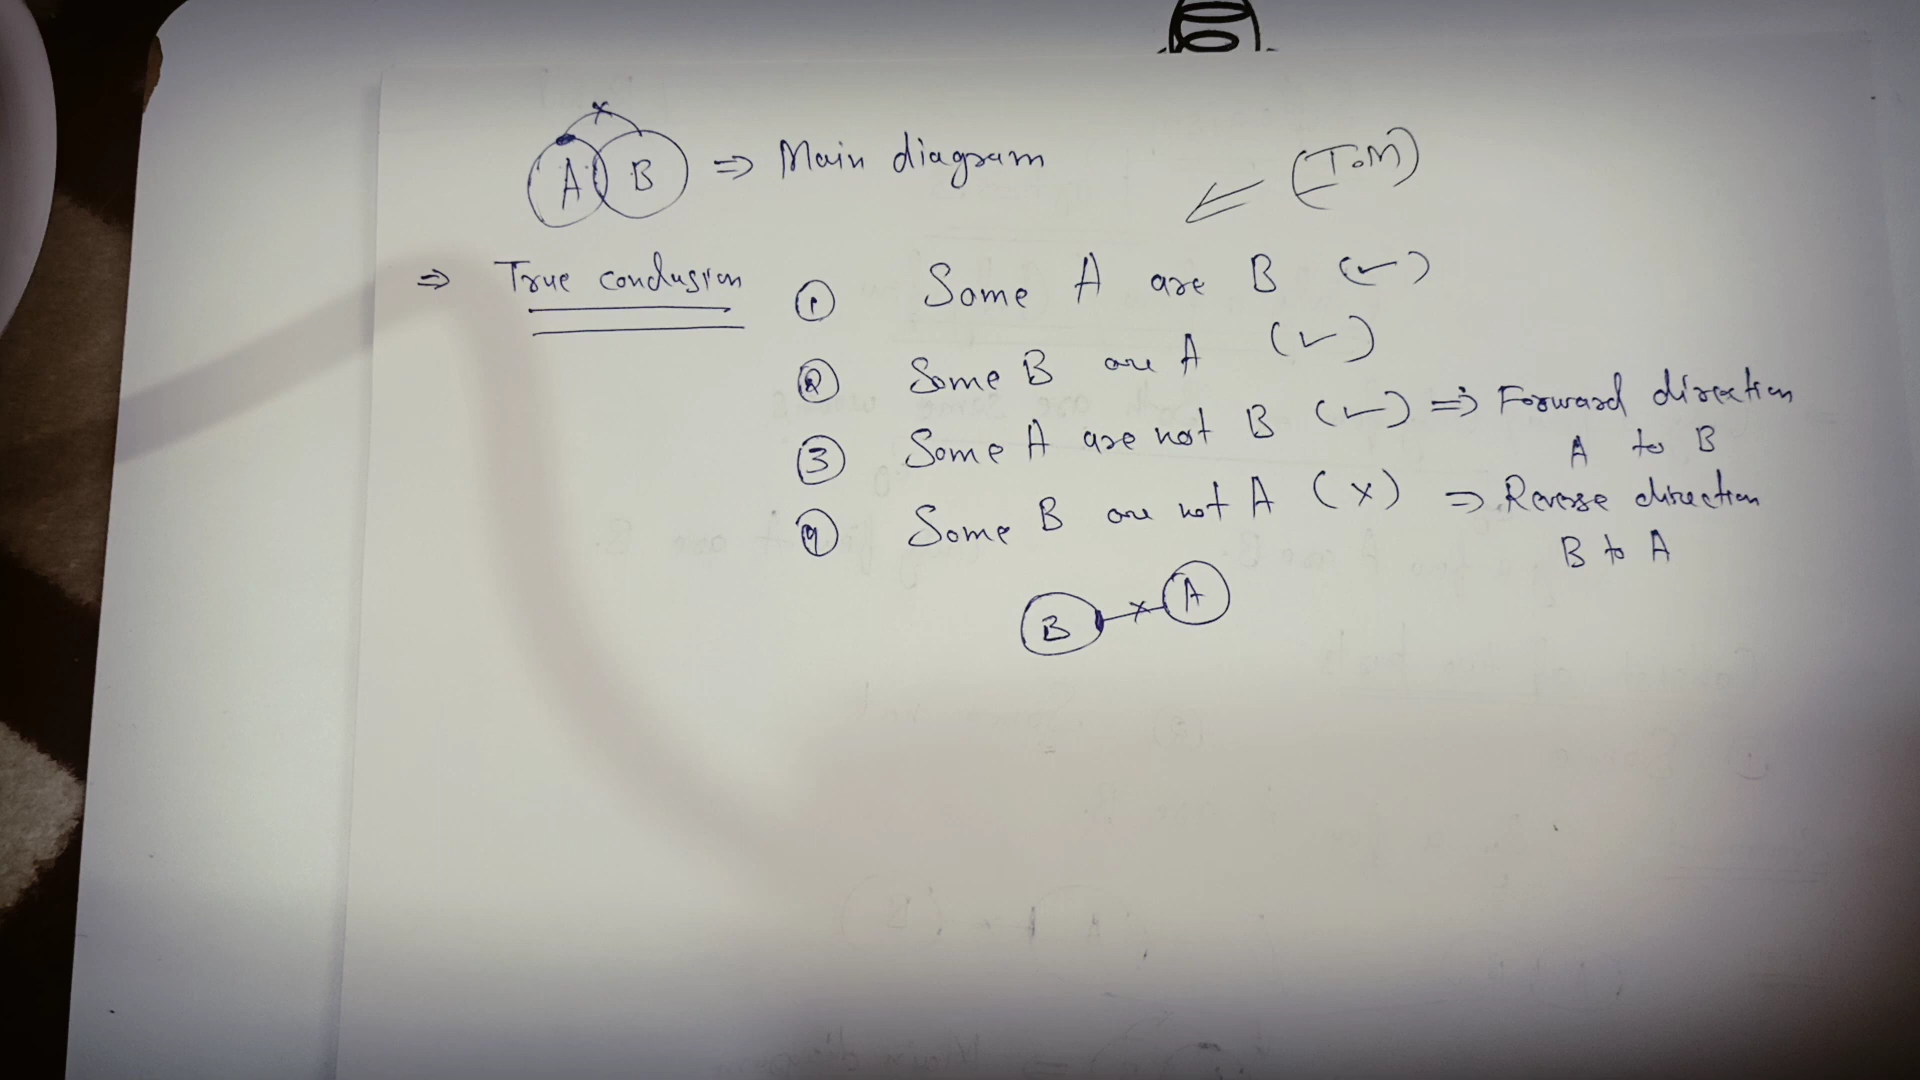 x
A B ⇒ Main diagram
(ToM)
⇒ True conclusion
① Some A are B (✓)
② Some B are A (✓)
③ Some A are not B (✓) ⇒ Forward direction
A to B
④ Some B are not A (x) ⇒ Reverse direction
B to A
B x A